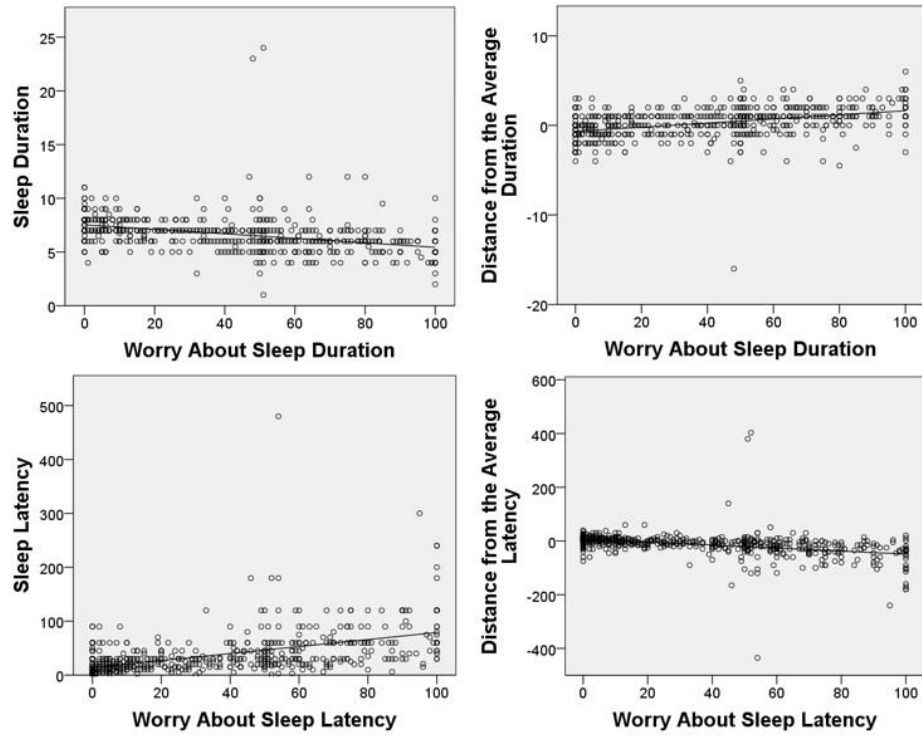 25
20
15
10
5
0
Sleep Duration
0 20 40 60 80 100
Worry About Sleep Duration
10
0
-10
-20
Distance from the Average
Duration
0 20 40 60 80 100
Worry About Sleep Duration
500
400
300
200
100
0
Sleep Latency
0 20 40 60 80 100
Worry About Sleep Latency
600
400
200
0
-200
-400
Distance from the Average
Latency
0 20 40 60 80 100
Worry About Sleep Latency